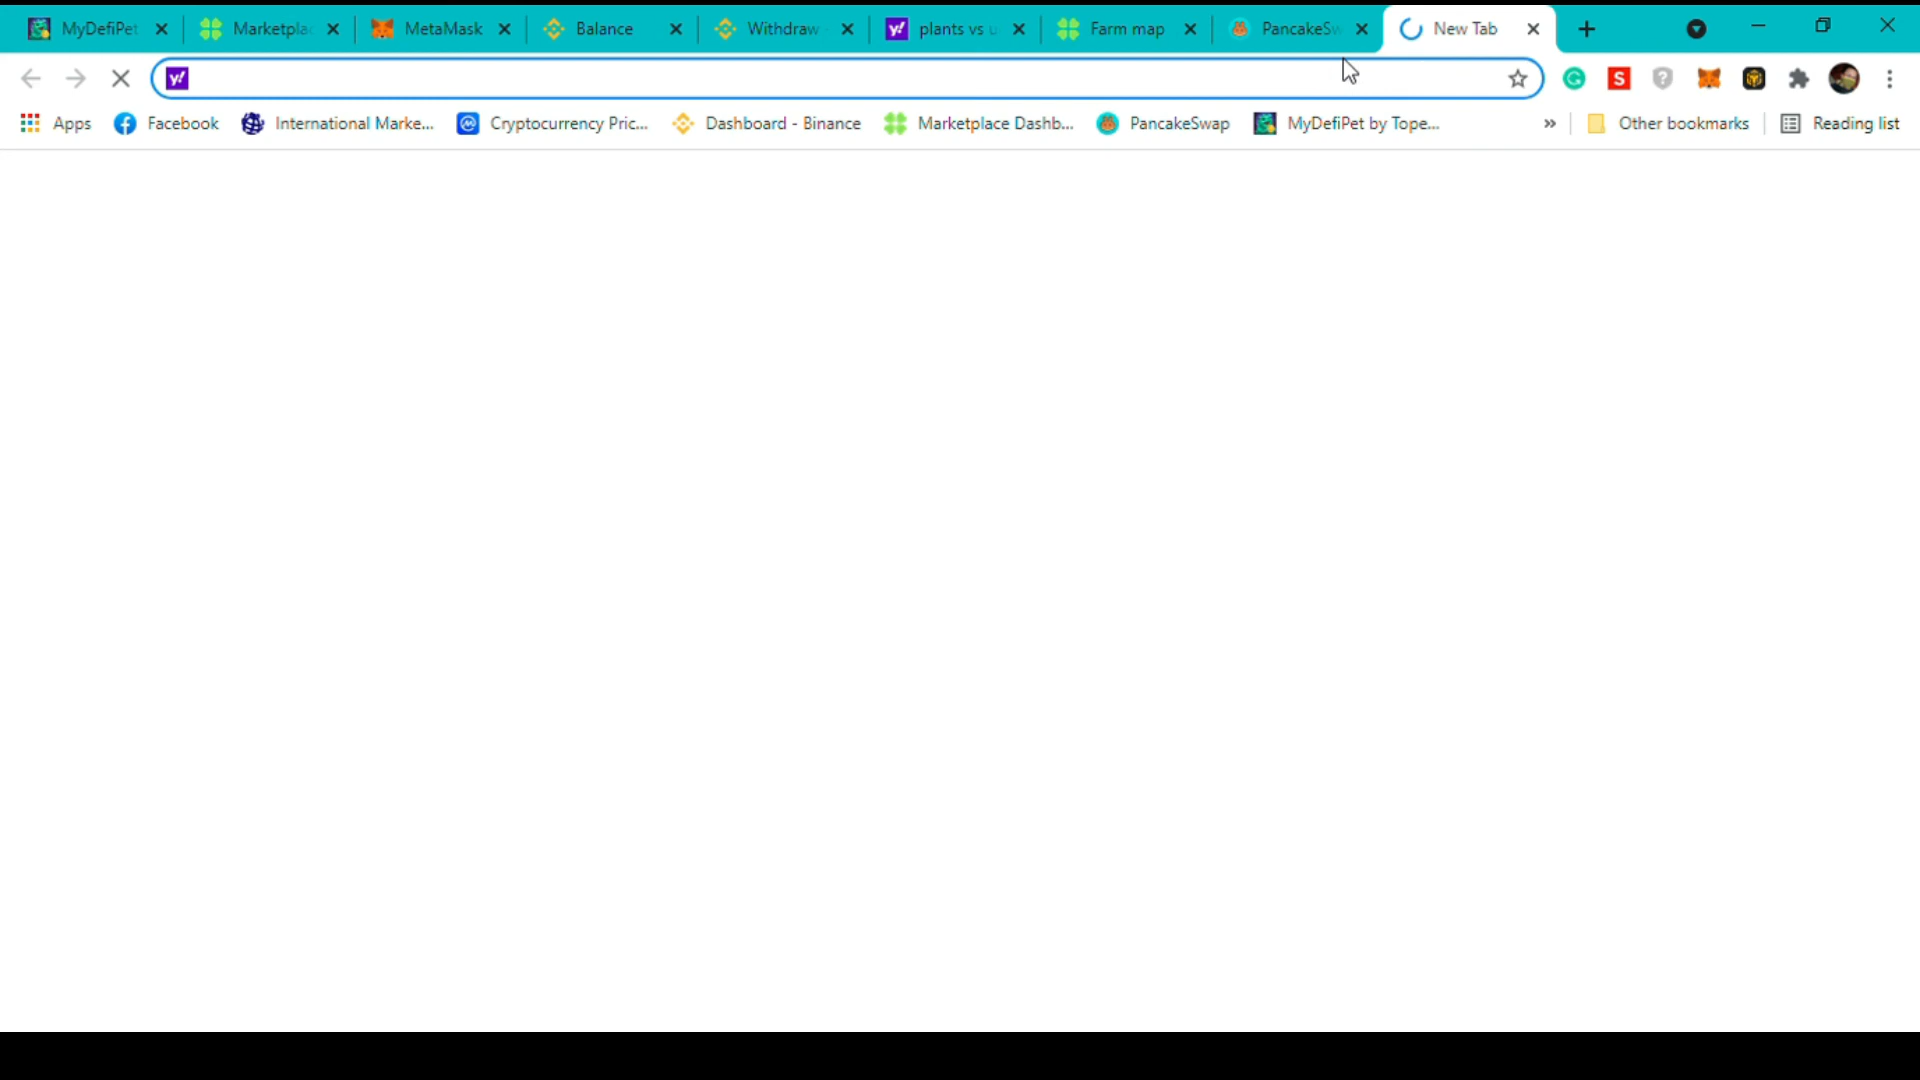 MyDefiPet Marketplac MetaMask Balance Withdraw plants vs u Farm map PancakeSw New Tab
y!
Apps Facebook International Marke... Cryptocurrency Pric... Dashboard - Binance Marketplace Dashb... PancakeSwap MyDefiPet by Tope... » Other bookmarks Reading list